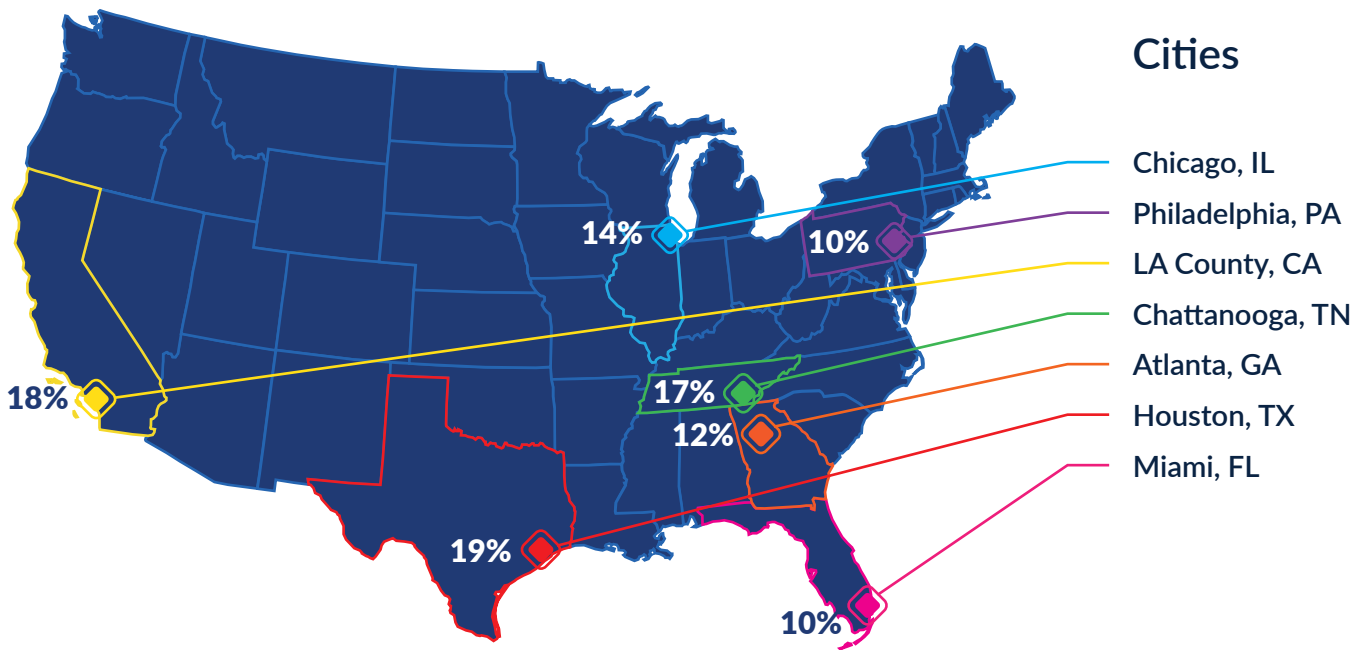 Cities
Chicago, IL
Philadelphia, PA
LA County, CA
Chattanooga, TN
Atlanta, GA
Houston, TX
Miami, FL
14%
10%
18%
17%
12%
19%
10%